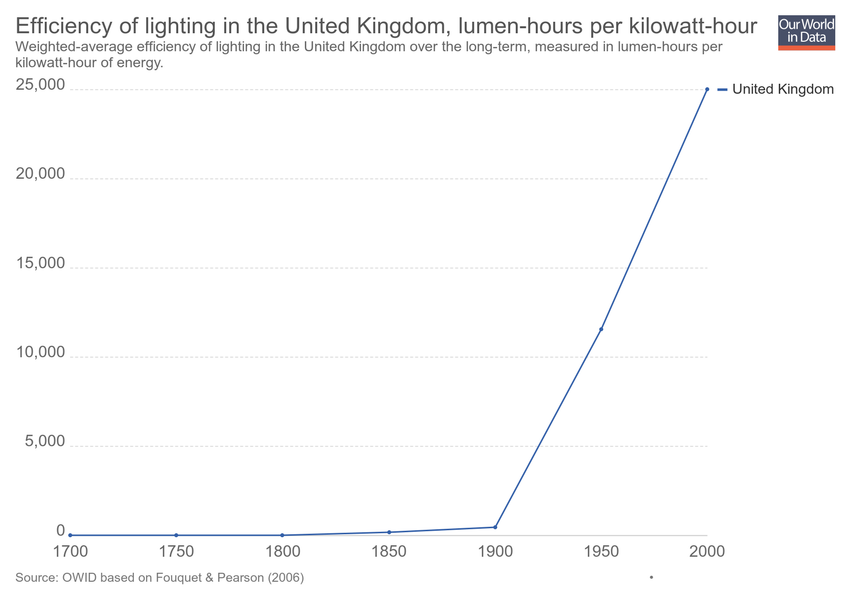 Efficiency of lighting in the United Kingdom, lumen-hours per kilowatt-hour
Our World
in Data
Weighted-average efficiency of lighting in the United Kingdom over the long-term, measured in lumen-hours per
kilowatt-hour of energy.
25,000
United Kingdom
20,000
15,000
10,000
5,000
0
1700 1750 1800 1850 1900 1950 2000
Source: OWID based on Fouquet & Pearson (2006)
•